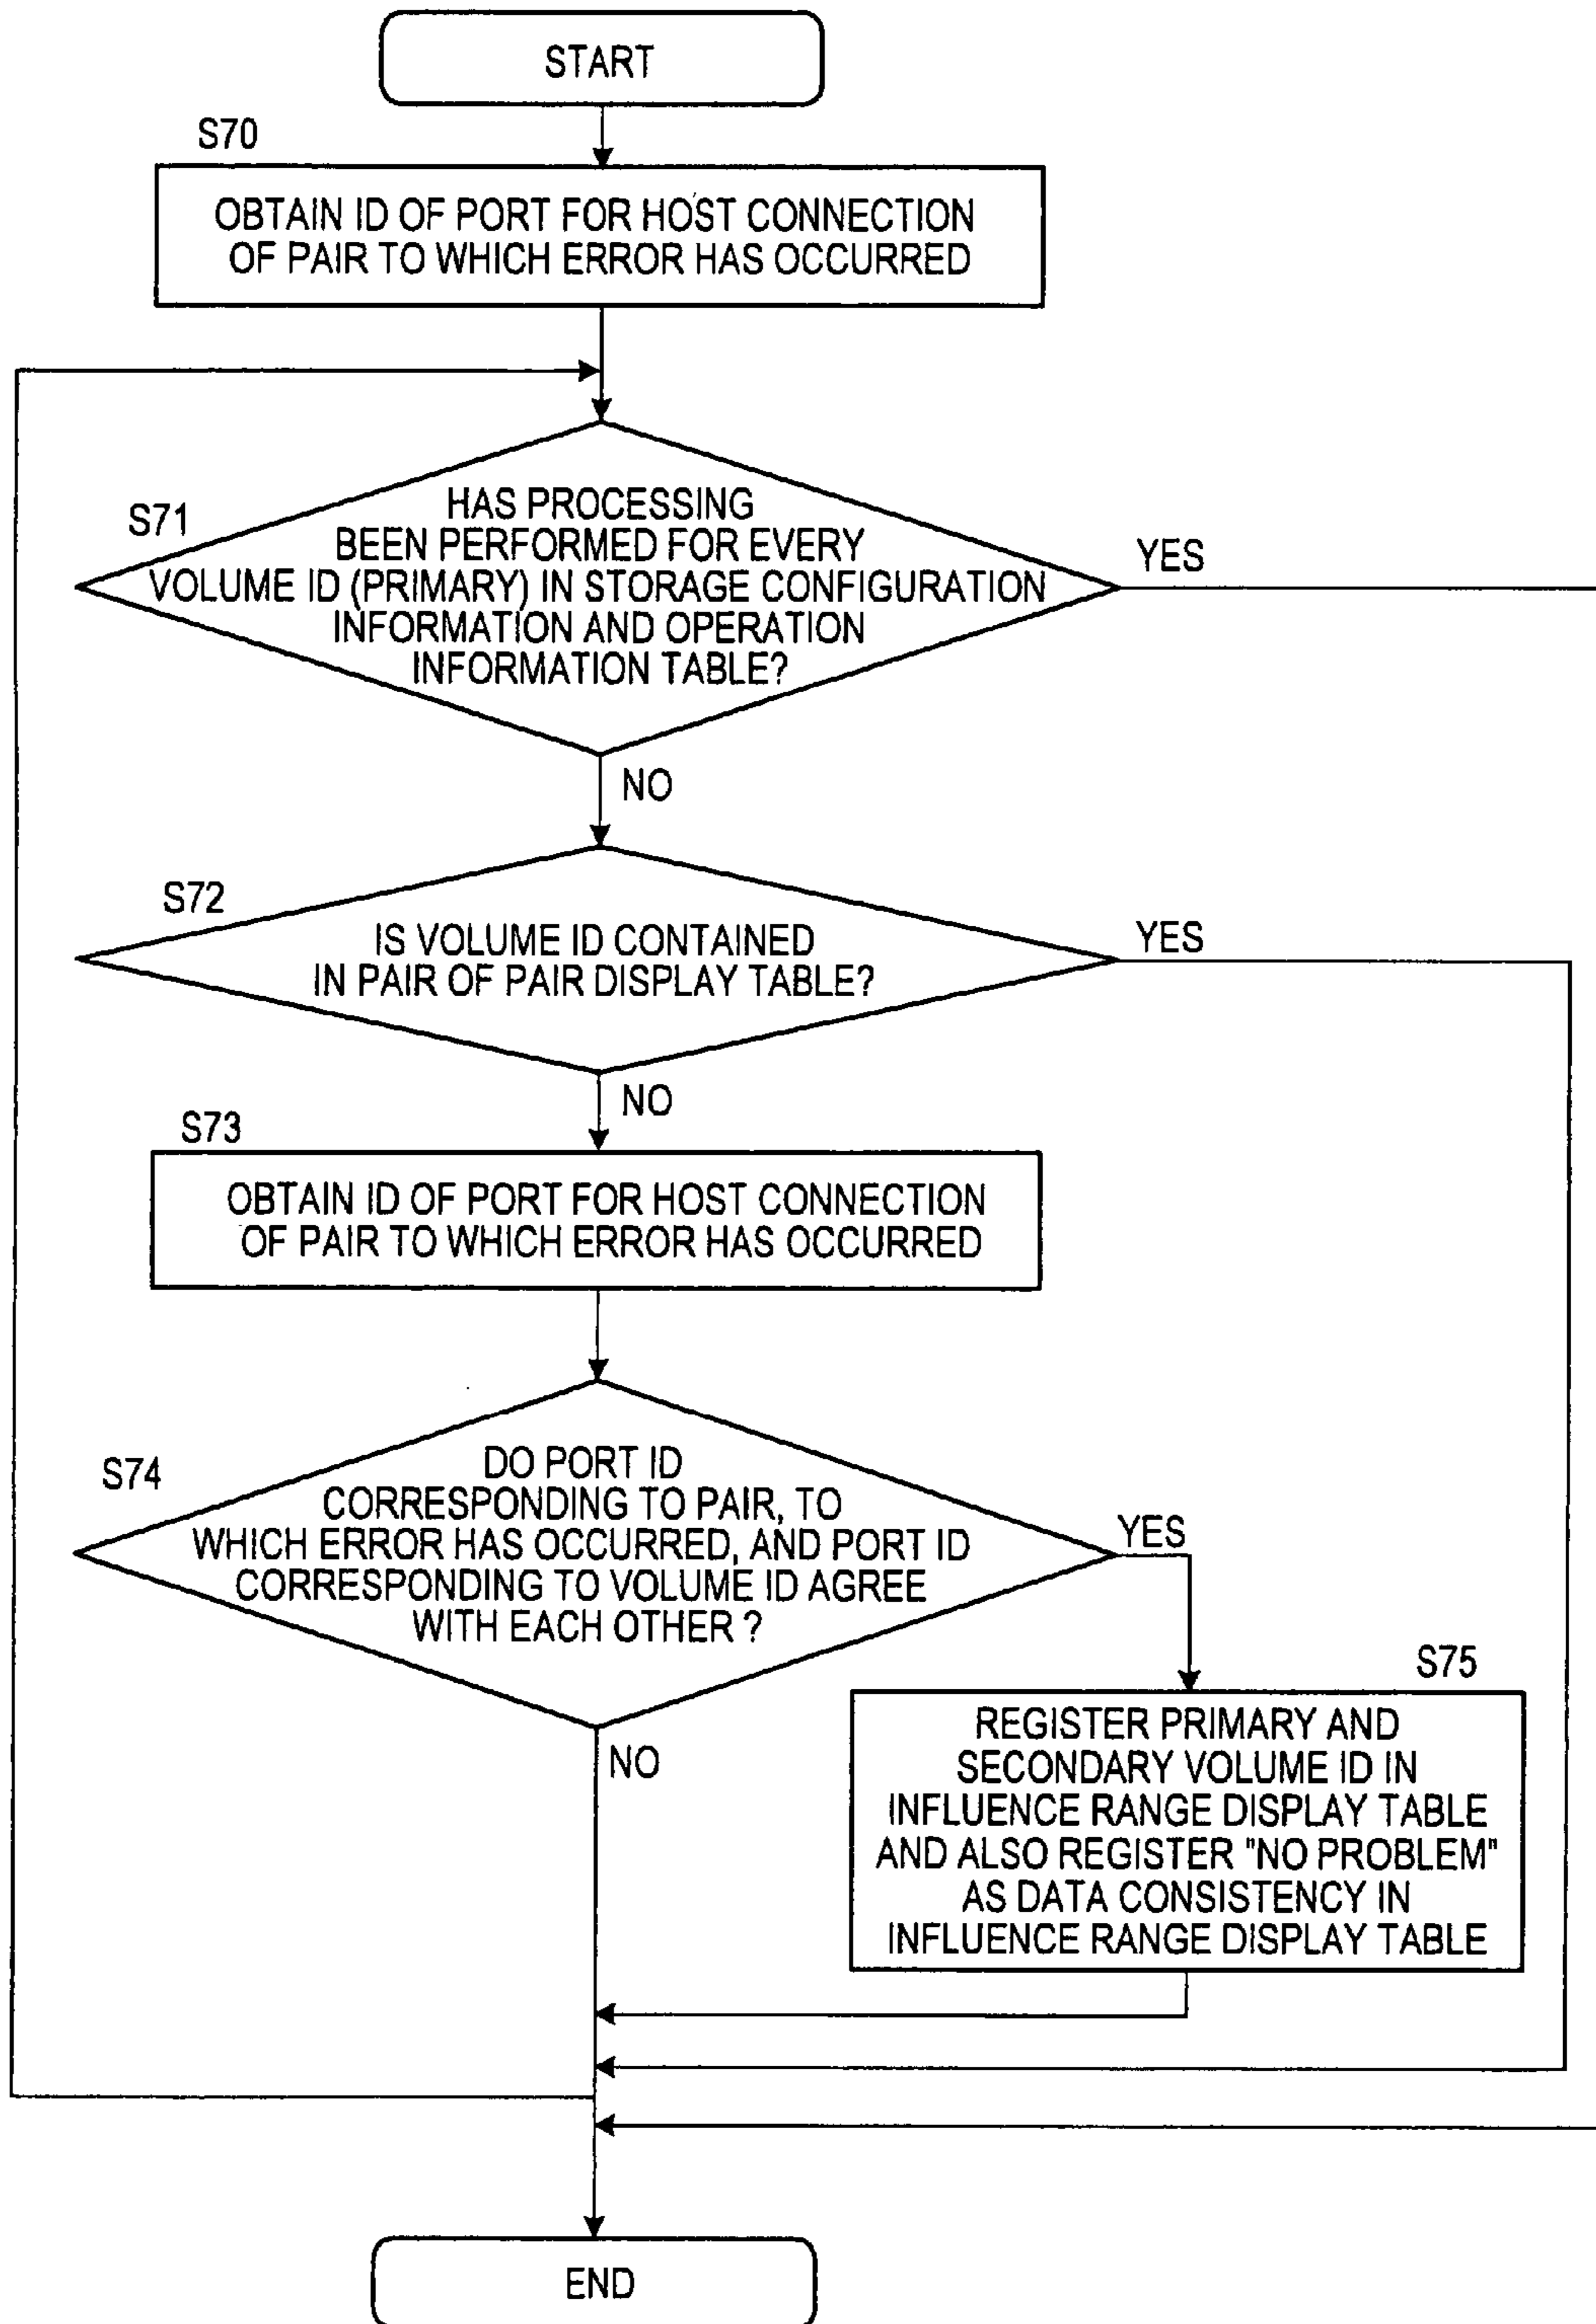 START
S70
OBTAIN ID OF PORT FOR HOST CONNECTION
OF PAIR TO WHICH ERROR HAS OCCURRED
S71
HAS PROCESSING
BEEN PERFORMED FOR EVERY
VOLUME ID (PRIMARY) IN STORAGE CONFIGURATION
INFORMATION AND OPERATION
INFORMATION TABLE?
YES
NO
S72
IS VOLUME ID CONTAINED
IN PAIR OF PAIR DISPLAY TABLE?
YES
NO
S73
OBTAIN ID OF PORT FOR HOST CONNECTION
OF PAIR TO WHICH ERROR HAS OCCURRED
S74
DO PORT ID
CORRESPONDING TO PAIR, TO
WHICH ERROR HAS OCCURRED, AND PORT ID
CORRESPONDING TO VOLUME ID AGREE
WITH EACH OTHER ?
YES
NO
S75
REGISTER PRIMARY AND
SECONDARY VOLUME ID IN
INFLUENCE RANGE DISPLAY TABLE
AND ALSO REGISTER "NO PROBLEM"
AS DATA CONSISTENCY IN
INFLUENCE RANGE DISPLAY TABLE
END